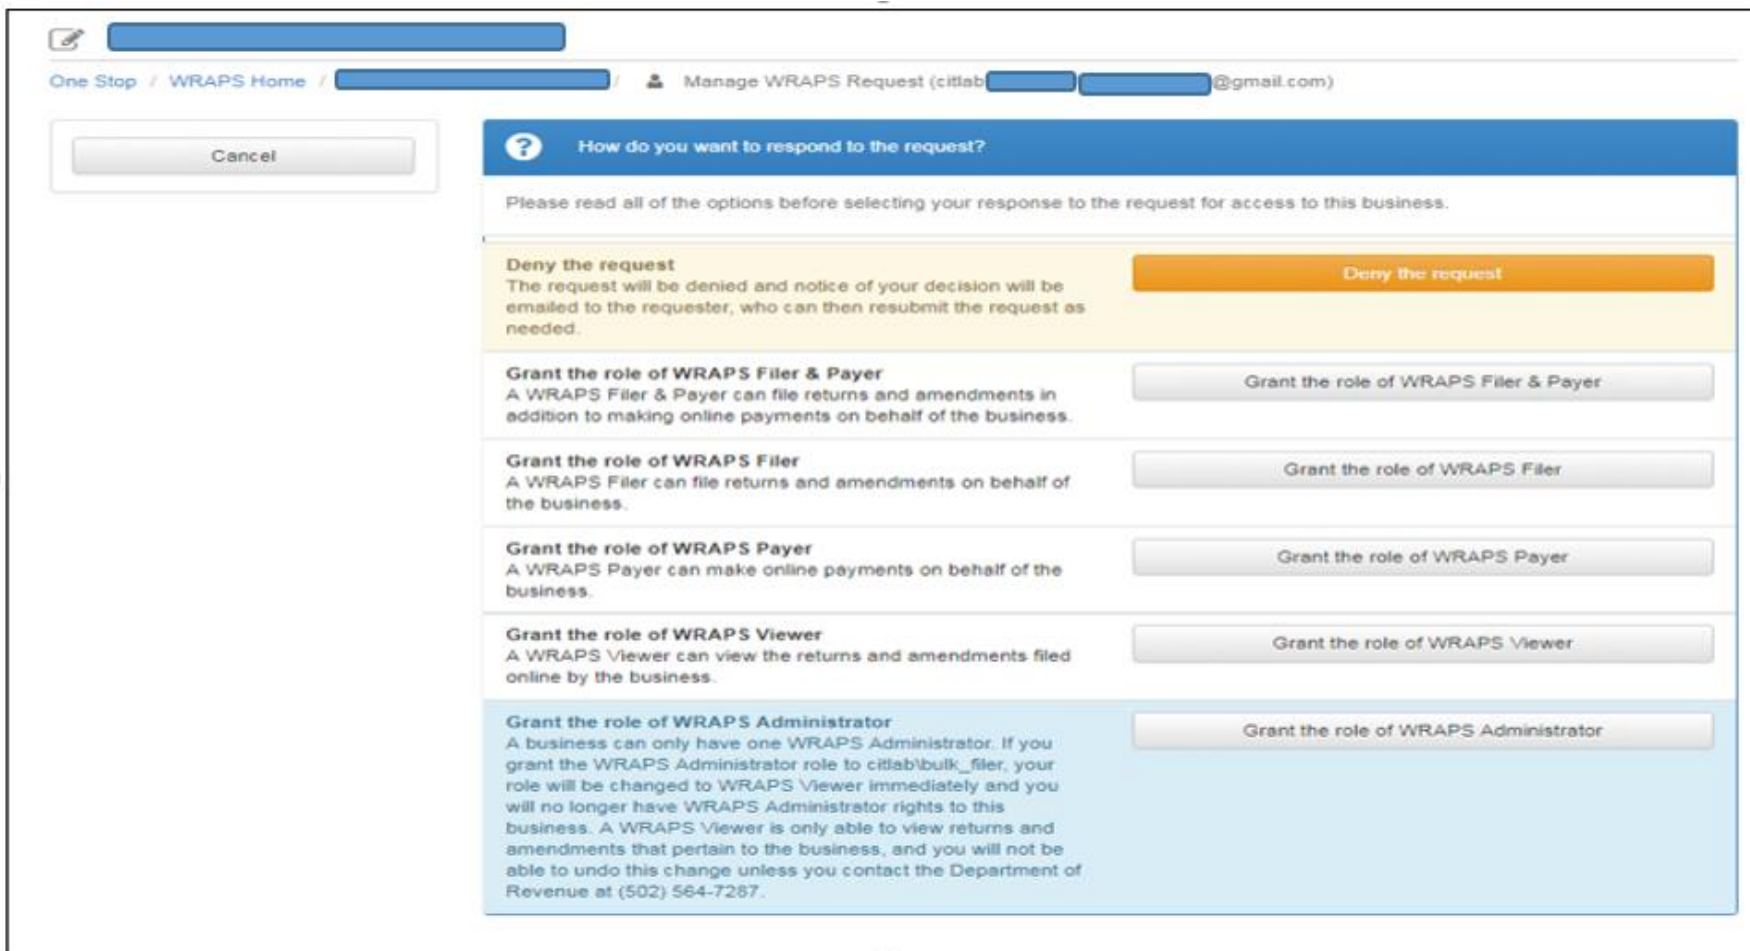 One Stop / WRAPS Home / / Manage WRAPS Request (citlab @gmail.com)
Cancel
How do you want to respond to the request?
Please read all of the options before selecting your response to the request for access to this business.
Deny the request
The request will be denied and notice of your decision will be
emailed to the requester, who can then resubmit the request as
needed.
Deny the request
Grant the role of WRAPS Filer & Payer
A WRAPS Filer & Payer can file returns and amendments in
addition to making online payments on behalf of the business.
Grant the role of WRAPS Filer & Payer
Grant the role of WRAPS Filer
A WRAPS Filer can file returns and amendments on behalf of
the business.
Grant the role of WRAPS Filer
Grant the role of WRAPS Payer
A WRAPS Payer can make online payments on behalf of the
business.
Grant the role of WRAPS Payer
Grant the role of WRAPS Viewer
A WRAPS Viewer can view the returns and amendments filed
online by the business.
Grant the role of WRAPS Viewer
Grant the role of WRAPS Administrator
A business can only have one WRAPS Administrator. If you
grant the WRAPS Administrator role to citlab\bulk_filer, your
role will be changed to WRAPS Viewer immediately and you
will no longer have WRAPS Administrator rights to this
business. A WRAPS Viewer is only able to view returns and
amendments that pertain to the business, and you will not be
able to undo this change unless you contact the Department of
Revenue at (502) 564-7287.
Grant the role of WRAPS Administrator